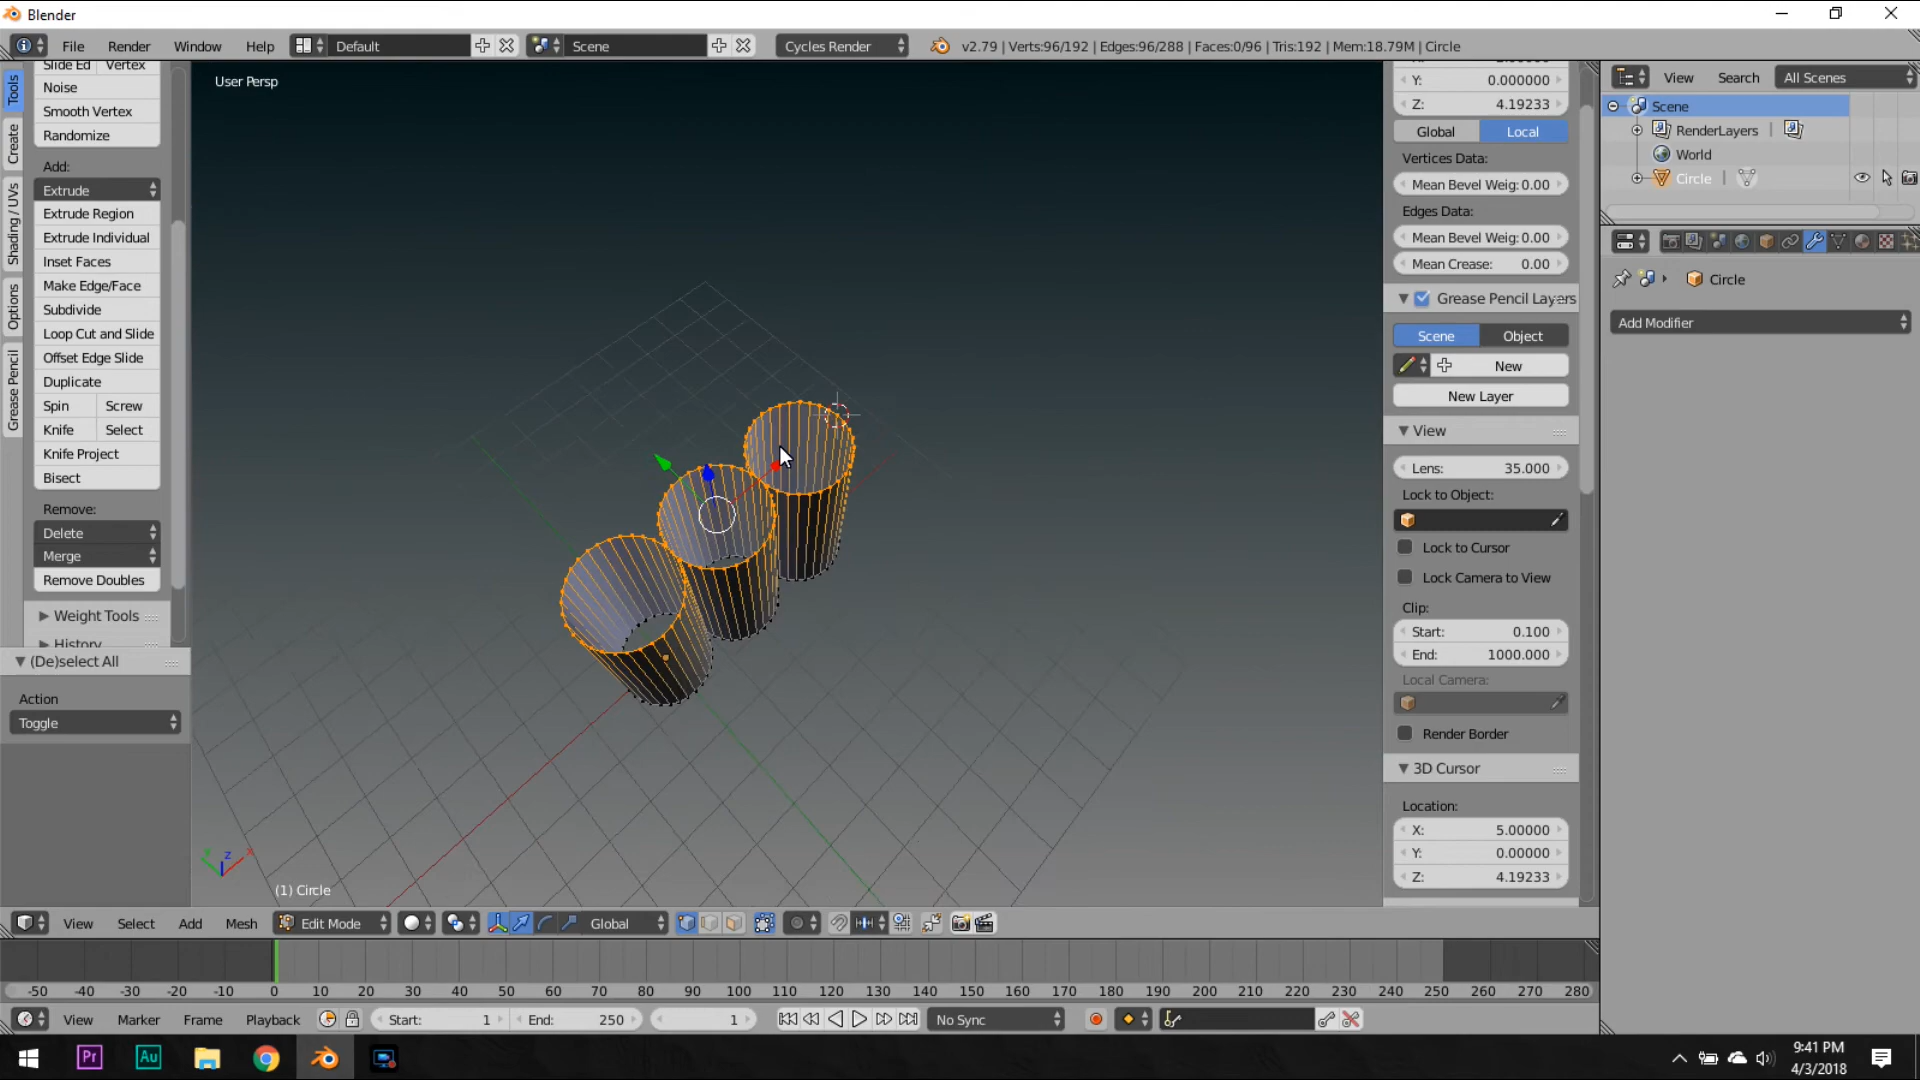 Blender
File Render Window Help Default Scene Cycles Render v2.79 | Verts:96/192 | Edges:96/288 | Faces:0/96 | Tris:192 | Mem:18.79M | Circle
Tools
Create
Shading / UVs
Options
Grease Pencil
Slide Ed Vertex
Noise
Smooth Vertex
Randomize
Add:
Extrude
Extrude Region
Extrude Individual
Inset Faces
Make Edge/Face
Subdivide
Loop Cut and Slide
Offset Edge Slide
Duplicate
Spin Screw
Knife Select
Knife Project
Bisect
Remove:
Delete
Merge
Remove Doubles
Weight Tools
History
(De)select All
Action
Toggle
User Persp
(1) Circle
Y: 0.000000
Z: 4.19233
Global Local
Vertices Data:
Mean Bevel Weig: 0.00
Edges Data:
Mean Bevel Weig: 0.00
Mean Crease: 0.00
Grease Pencil Layers
Scene Object
New
New Layer
View
Lens: 35.000
Lock to Object:
Lock to Cursor
Lock Camera to View
Clip:
Start: 0.100
End: 1000.000
Local Camera:
Render Border
3D Cursor
Location:
X: 5.00000
Y: 0.00000
Z: 4.19233
View Search All Scenes
Scene
RenderLayers |
World
Circle |
Circle
Add Modifier
View Select Add Mesh Edit Mode Global
-50 -40 -30 -20 -10 0 10 20 30 40 50 60 70 80 90 100 110 120 130 140 150 160 170 180 190 200 210 220 230 240 250 260 270 280
View Marker Frame Playback Start: 1 End: 250 1 No Sync
Pr Au
9:41 PM
4/3/2018